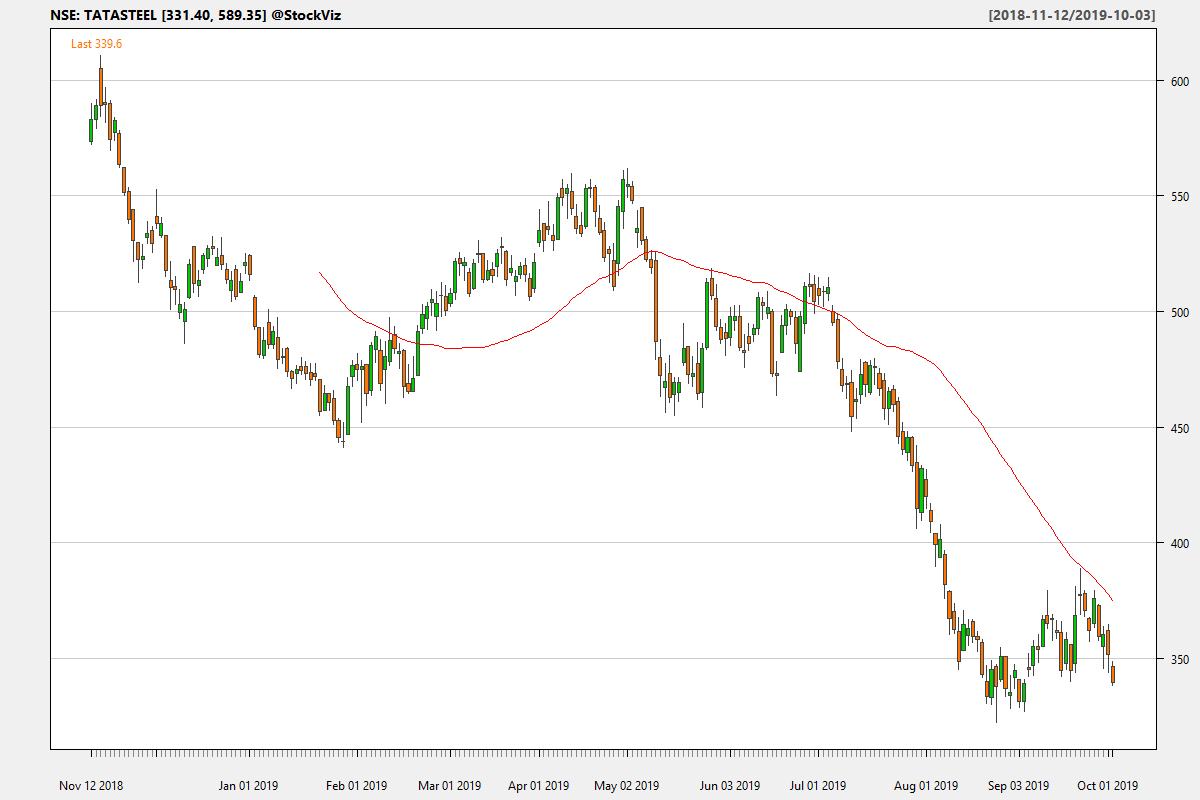 NSE: TATASTEEL [331.40, 589.35] @StockViz [2018-11-12/2019-10-03]
Last 339.6
600
550
500
450
400
350
Nov 12 2018 Jan 01 2019 Feb 01 2019 Mar 01 2019 Apr 01 2019 May 02 2019 Jun 03 2019 Jul 01 2019 Aug 01 2019 Sep 03 2019 Oct 01 2019